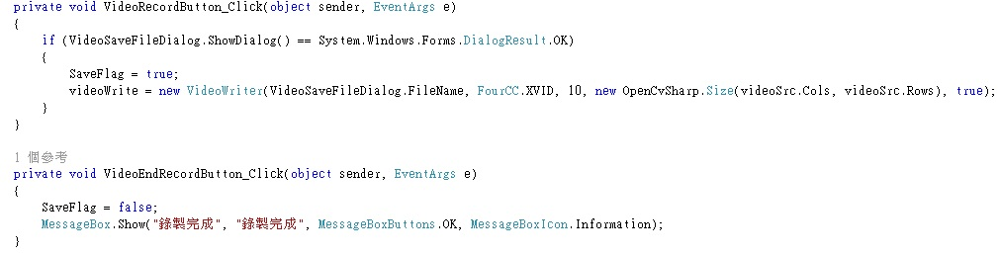 private void VideoRecordButton_Click(object sender, EventArgs e)
{
if (VideoSaveFileDialog.ShowDialog() == System.Windows.Forms.DialogResult.OK)
{
SaveFlag = true;
videoWrite = new VideoWriter(VideoSaveFileDialog.FileName, FourCC.XVID, 10, new OpenCvSharp.Size(videoSrc.Cols, videoSrc.Rows), true);
}
}
1 個參考
private void VideoEndRecordButton_Click(object sender, EventArgs e)
{
SaveFlag = false;
MessageBox.Show("錄製完成", "錄製完成", MessageBoxButtons.OK, MessageBoxIcon.Information);
}